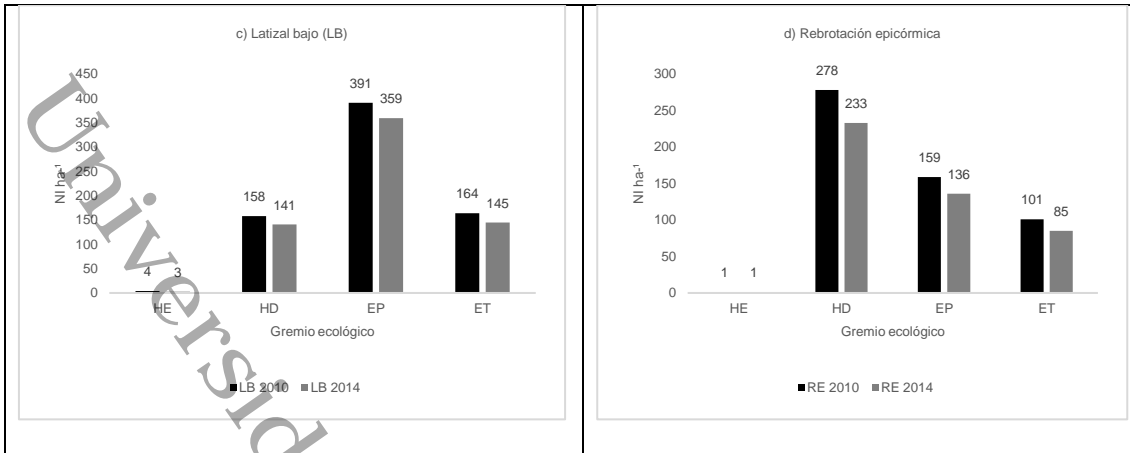 c) Latizal bajo (LB)
450
400
350
300
250
200
150
100
50
0
NI ha-¹
4
3
158
141
391
359
164
145
HE
HD
EP
ET
Gremio ecológico
LB 2010
LB 2014
d) Rebrotación epicórmica
300
250
200
150
100
50
0
NI ha-¹
1
1
278
233
159
136
101
85
HE
HD
EP
ET
Gremio ecológico
RE 2010
RE 2014
Universid